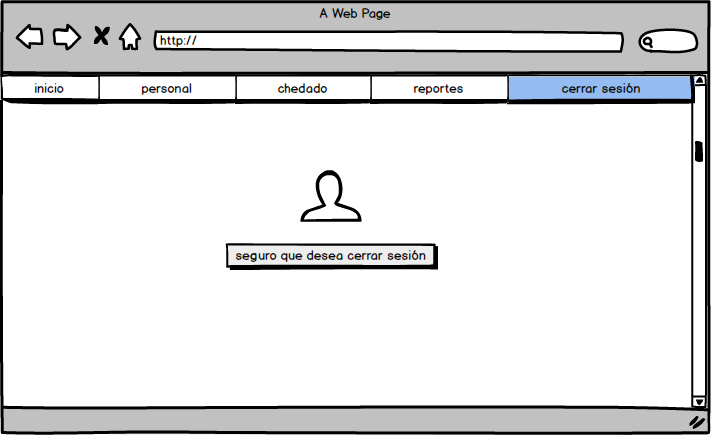 A Web Page
http://
inicio personal chedado reportes cerrar sesión
seguro que desea cerrar sesión